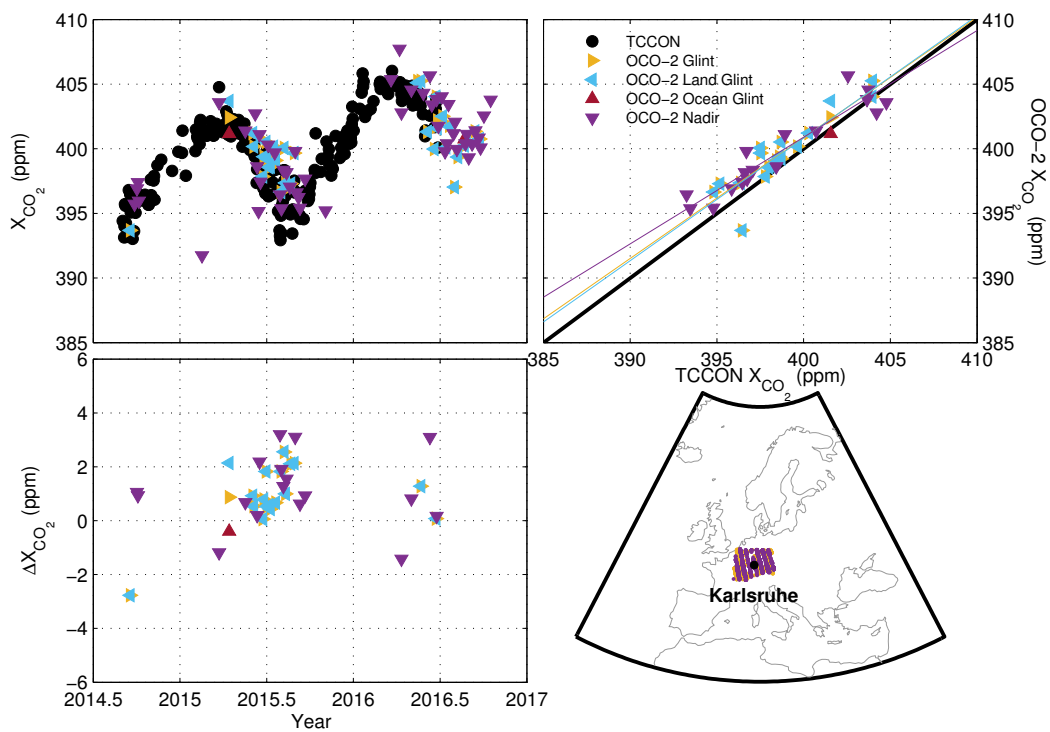 410
405
400
395
390
385
X_CO2 (ppm)
TCCON
OCO-2 Glint
OCO-2 Land Glint
OCO-2 Ocean Glint
OCO-2 Nadir
410
405
400
395
390
385
OCO-2 X_CO2 (ppm)
385 390 395 400 405 410
TCCON X_CO2 (ppm)
2014.5 2015 2015.5 2016 2016.5 2017
6
4
2
0
−2
−4
−6
ΔX_CO2 (ppm)
2014.5 2015 2015.5 2016 2016.5 2017
Year
Karlsruhe